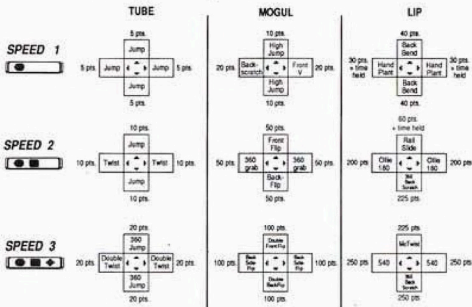 TUBE
MOGUL
LIP
SPEED 1
5 pts.
Jump
5 pts. Jump Jump 5 pts.
Jump
5 pts.
10 pts.
High Jump
20 pts. Back- scratch Front V 20 pts.
High Jump
10 pts.
40 pts.
Back Bend
30 pts. + time field Hand Plant Hand Plant 30 pts. + time field
Back Bend
40 pts.
SPEED 2
10 pts.
Jump
10 pts. Twist Twist 10 pts.
Jump
10 pts.
50 pts.
Front Flip
50 pts. 360 grab 360 grab 50 pts.
Back- Flip
50 pts.
60 pts. + time field
Rail Slide
200 pts Ollie 180 Ollie 180 200 pts
Back Scratch
225 pts.
SPEED 3
20 pts.
360 Jump
20 pts. Double Twist Double Twist 20 pts.
360 Jump
20 pts.
100 pts.
Double Front Flip
100 pts. Back Side- Flip Back Side- Flip 100 pts.
Double BackFlip
100 pts.
225 pts.
McTwist
250 pts 540 540 250 pts
Back Scratch
250 pts.